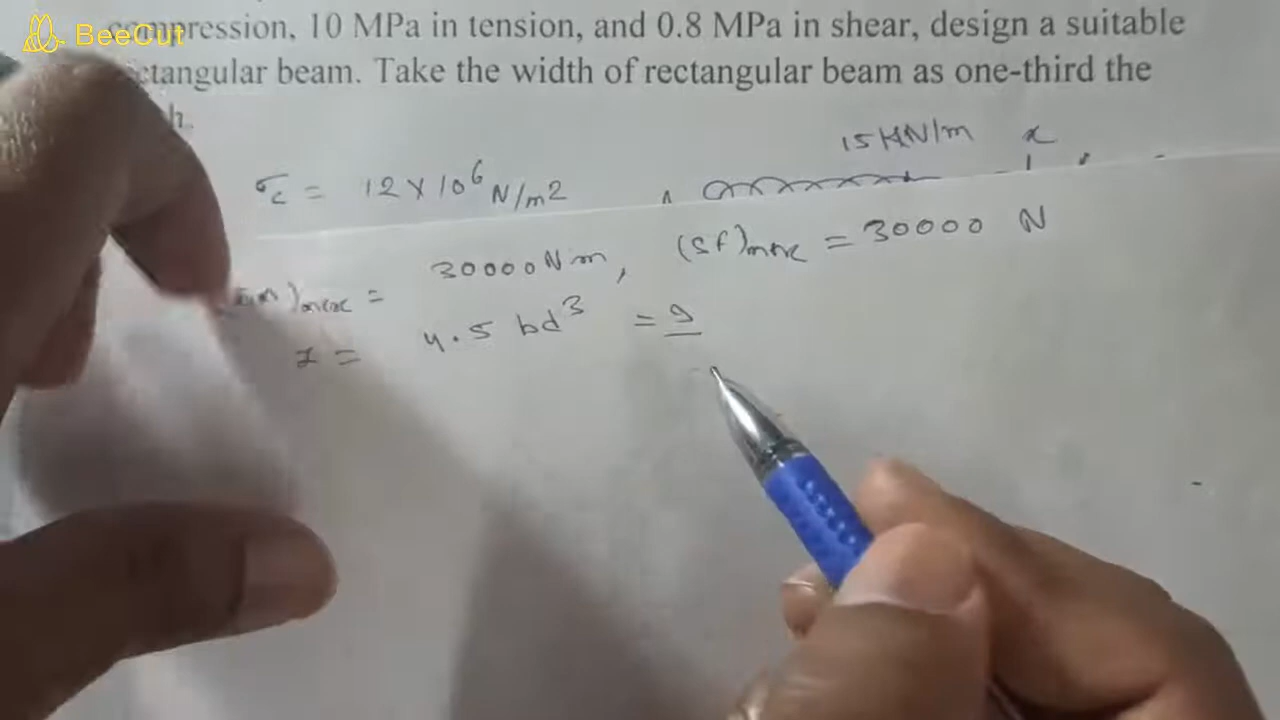 BeeCut
compression, 10 MPa in tension, and 0.8 MPa in shear, design a suitable
ctangular beam. Take the width of rectangular beam as one-third the
h.
15 KN/m x
σc = 12 X 10⁶ N/m2
)max = 30000 Nm, (SF)max = 30000 N
I = 4.5 bd³ = 9